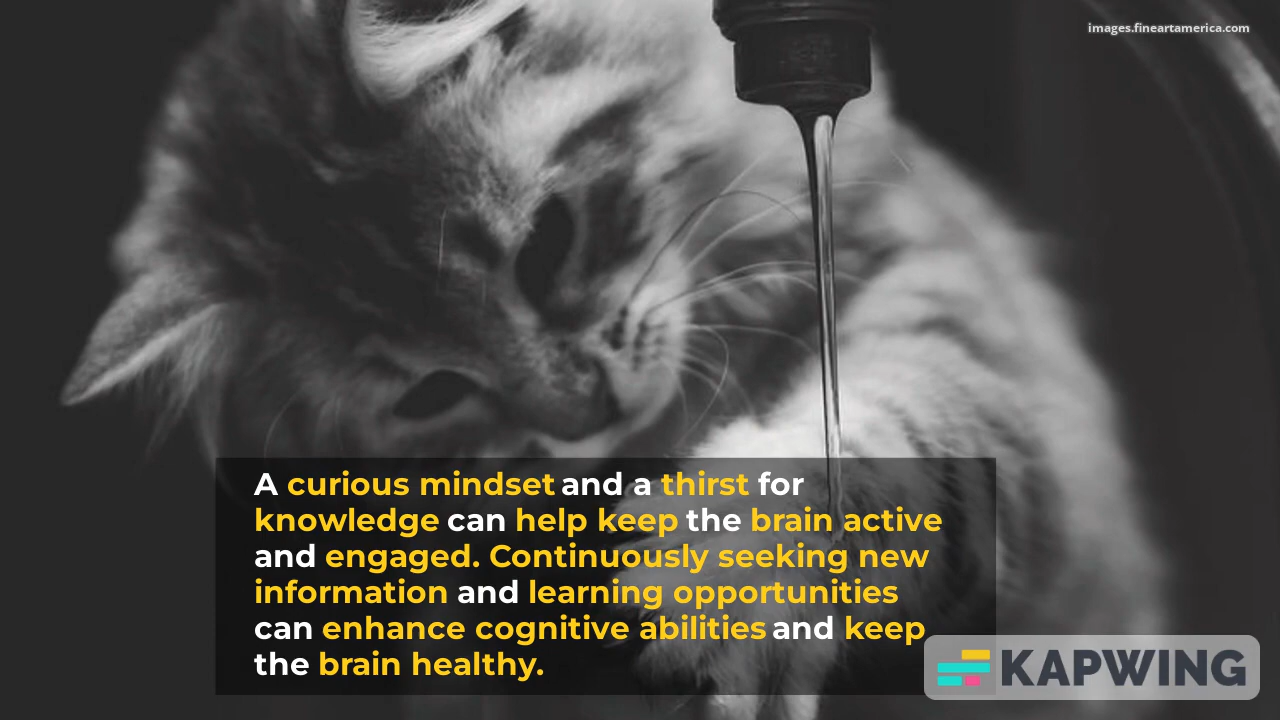 images.fineartamerica.com
A curious mindset and a thirst for
knowledge can help keep the brain active
and engaged. Continuously seeking new
information and learning opportunities
can enhance cognitive abilities and keep
the brain healthy.
KAPWING